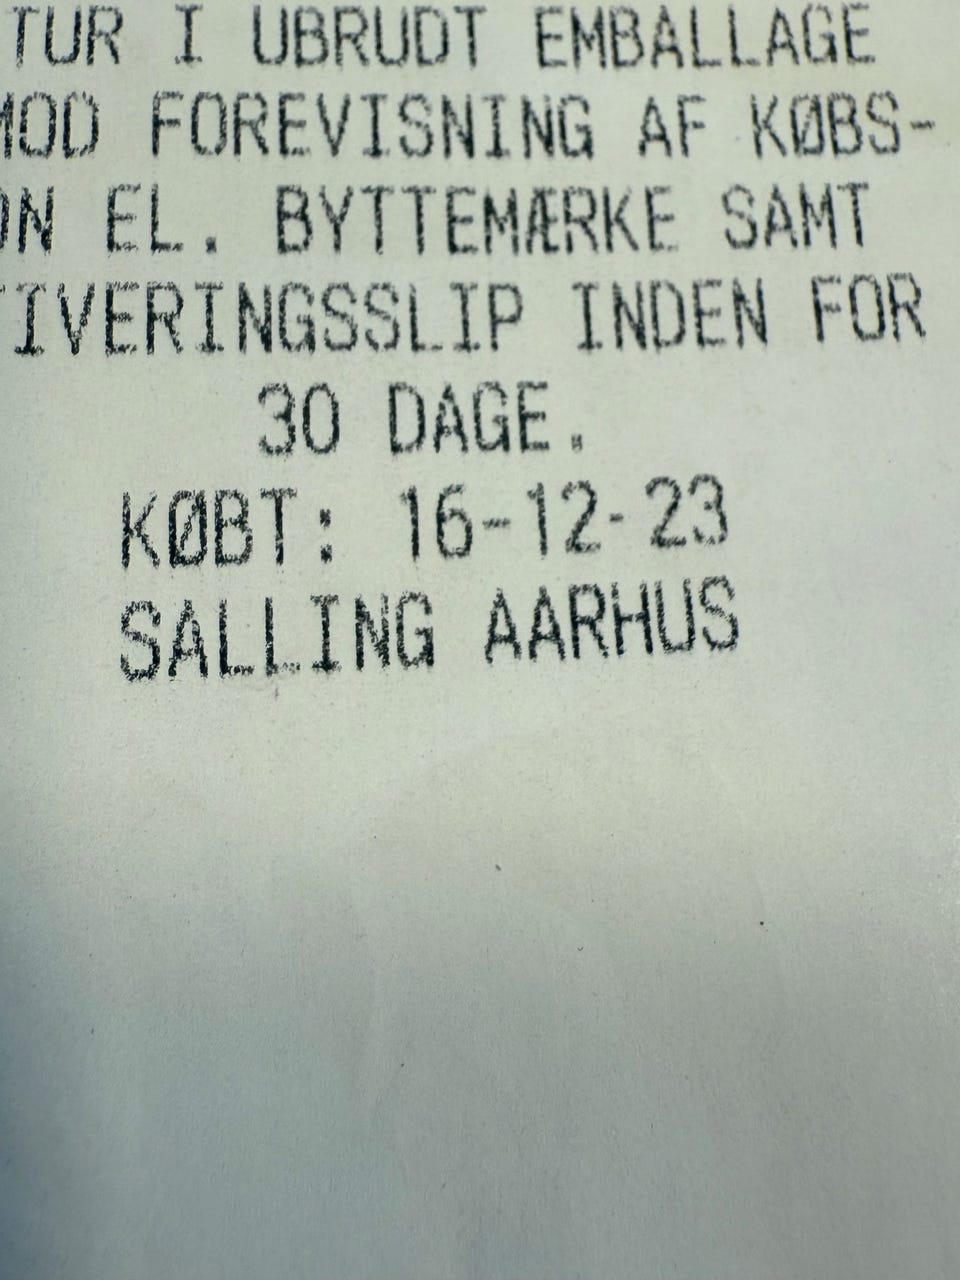 TUR I UBRUDT EMBALLAGE
MOD FOREVISNING AF KØBS-
ON EL. BYTTEMÆRKE SAMT
IVERINGSSLIP INDEN FOR
30 DAGE.
KØBT: 16-12-23
SALLING AARHUS